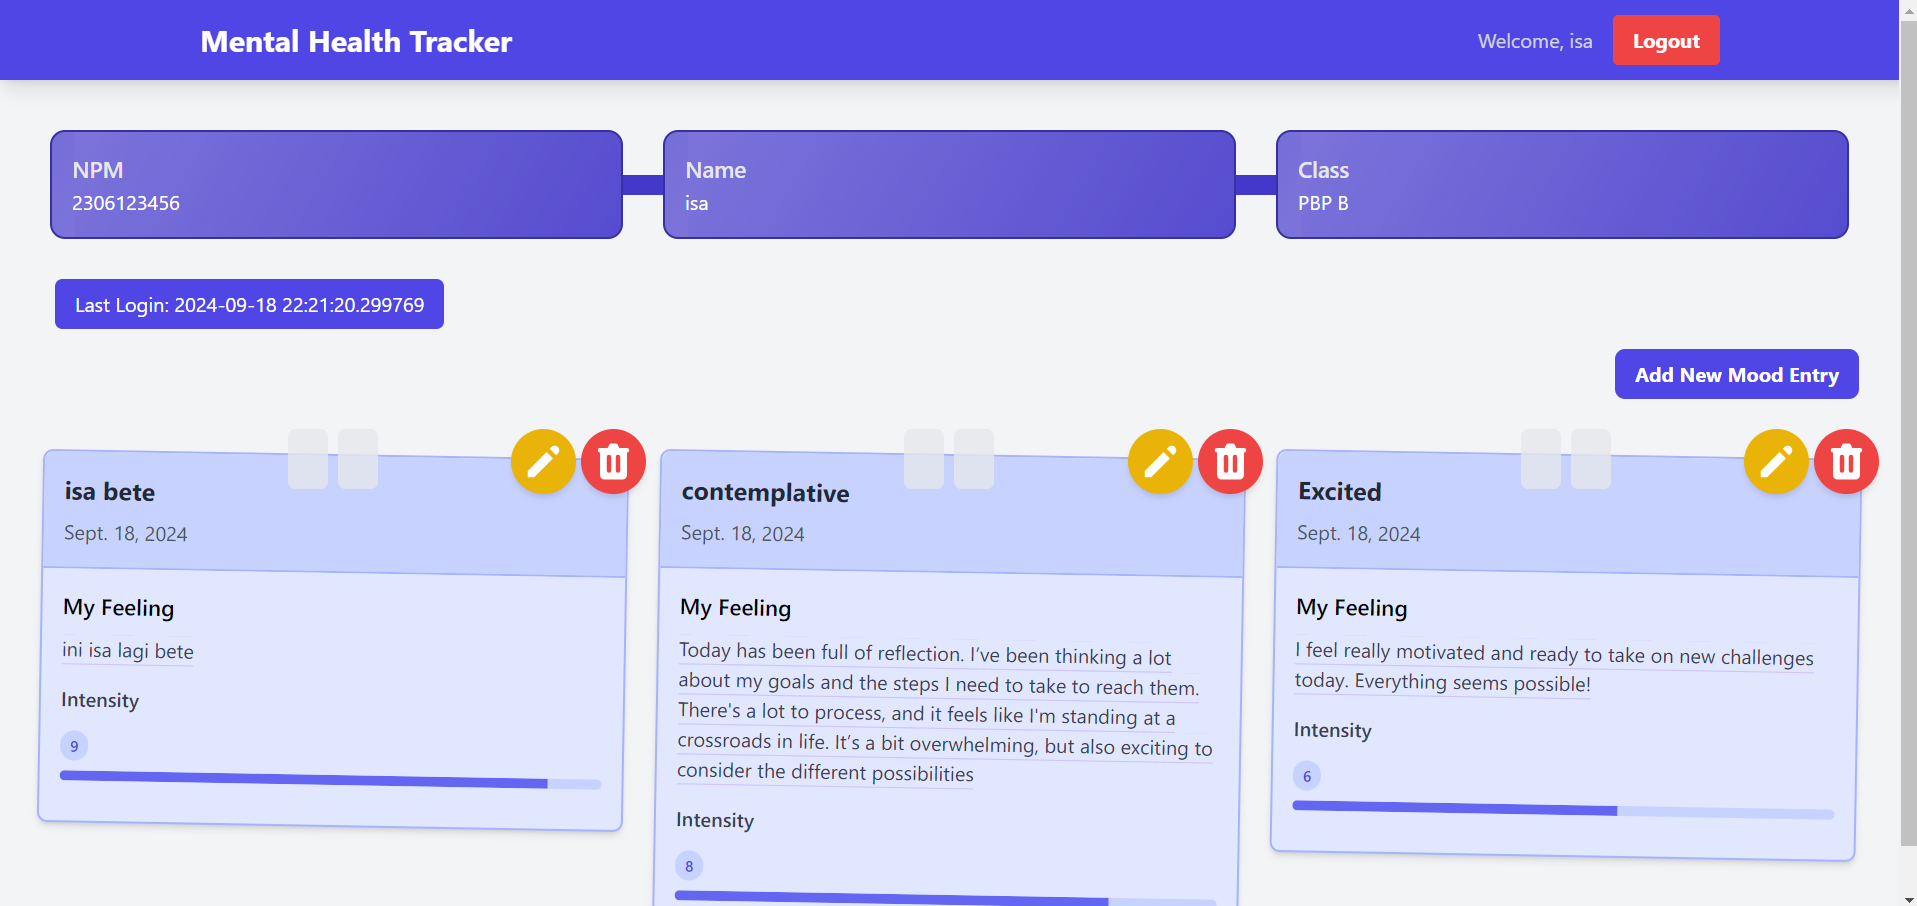 Mental Health Tracker
Welcome, isa
Logout
NPM
2306123456
Name
isa
Class
PBP B
Last Login: 2024-09-18 22:21:20.299769
Add New Mood Entry
isa bete
Sept. 18, 2024
My Feeling
ini isa lagi bete
Intensity
9
contemplative
Sept. 18, 2024
My Feeling
Today has been full of reflection. I’ve been thinking a lot
about my goals and the steps I need to take to reach them.
There's a lot to process, and it feels like I'm standing at a
crossroads in life. It’s a bit overwhelming, but also exciting to
consider the different possibilities
Intensity
8
Excited
Sept. 18, 2024
My Feeling
I feel really motivated and ready to take on new challenges
today. Everything seems possible!
Intensity
6